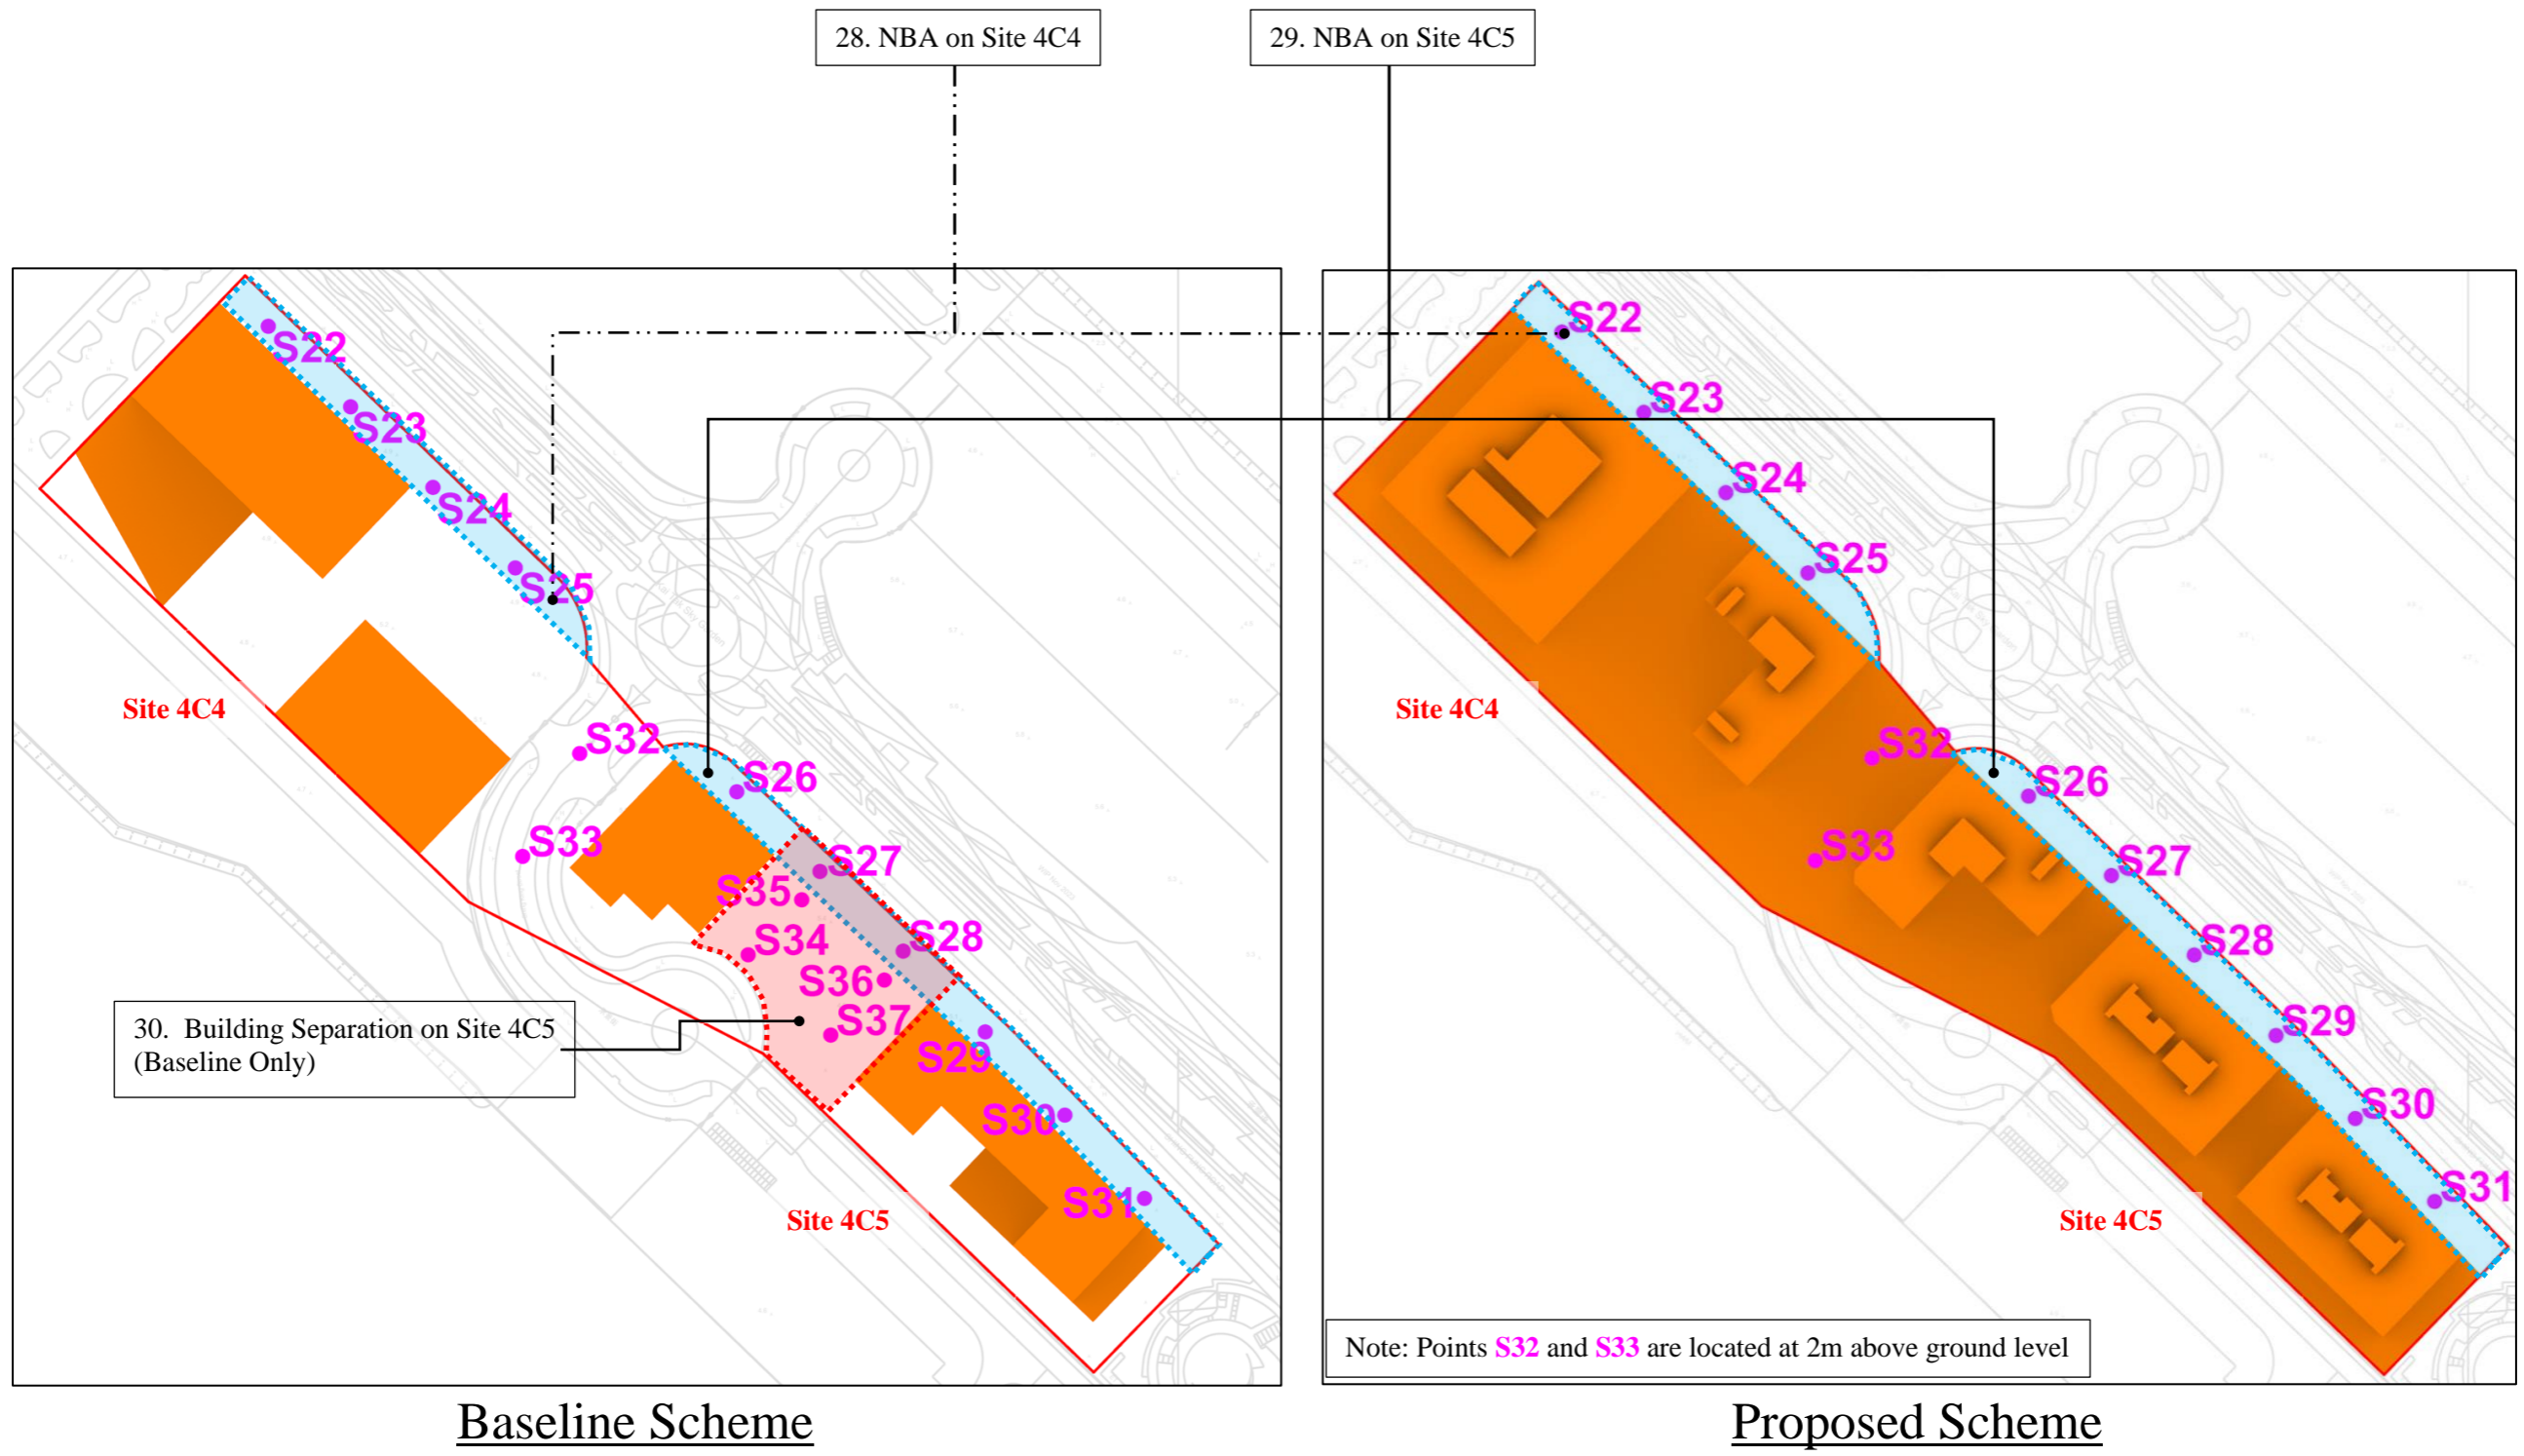 28. NBA on Site 4C4
29. NBA on Site 4C5
S22
S23
S24
S25
Site 4C4
S32
S33
S26
S27
S35
S34
S28
S36
S37
30. Building Separation on Site 4C5
(Baseline Only)
S29
S30
S31
Site 4C5
Baseline Scheme
S22
S23
S24
S25
Site 4C4
S32
S33
S26
S27
S28
S29
S30
S31
Site 4C5
Note: Points S32 and S33 are located at 2m above ground level
Proposed Scheme